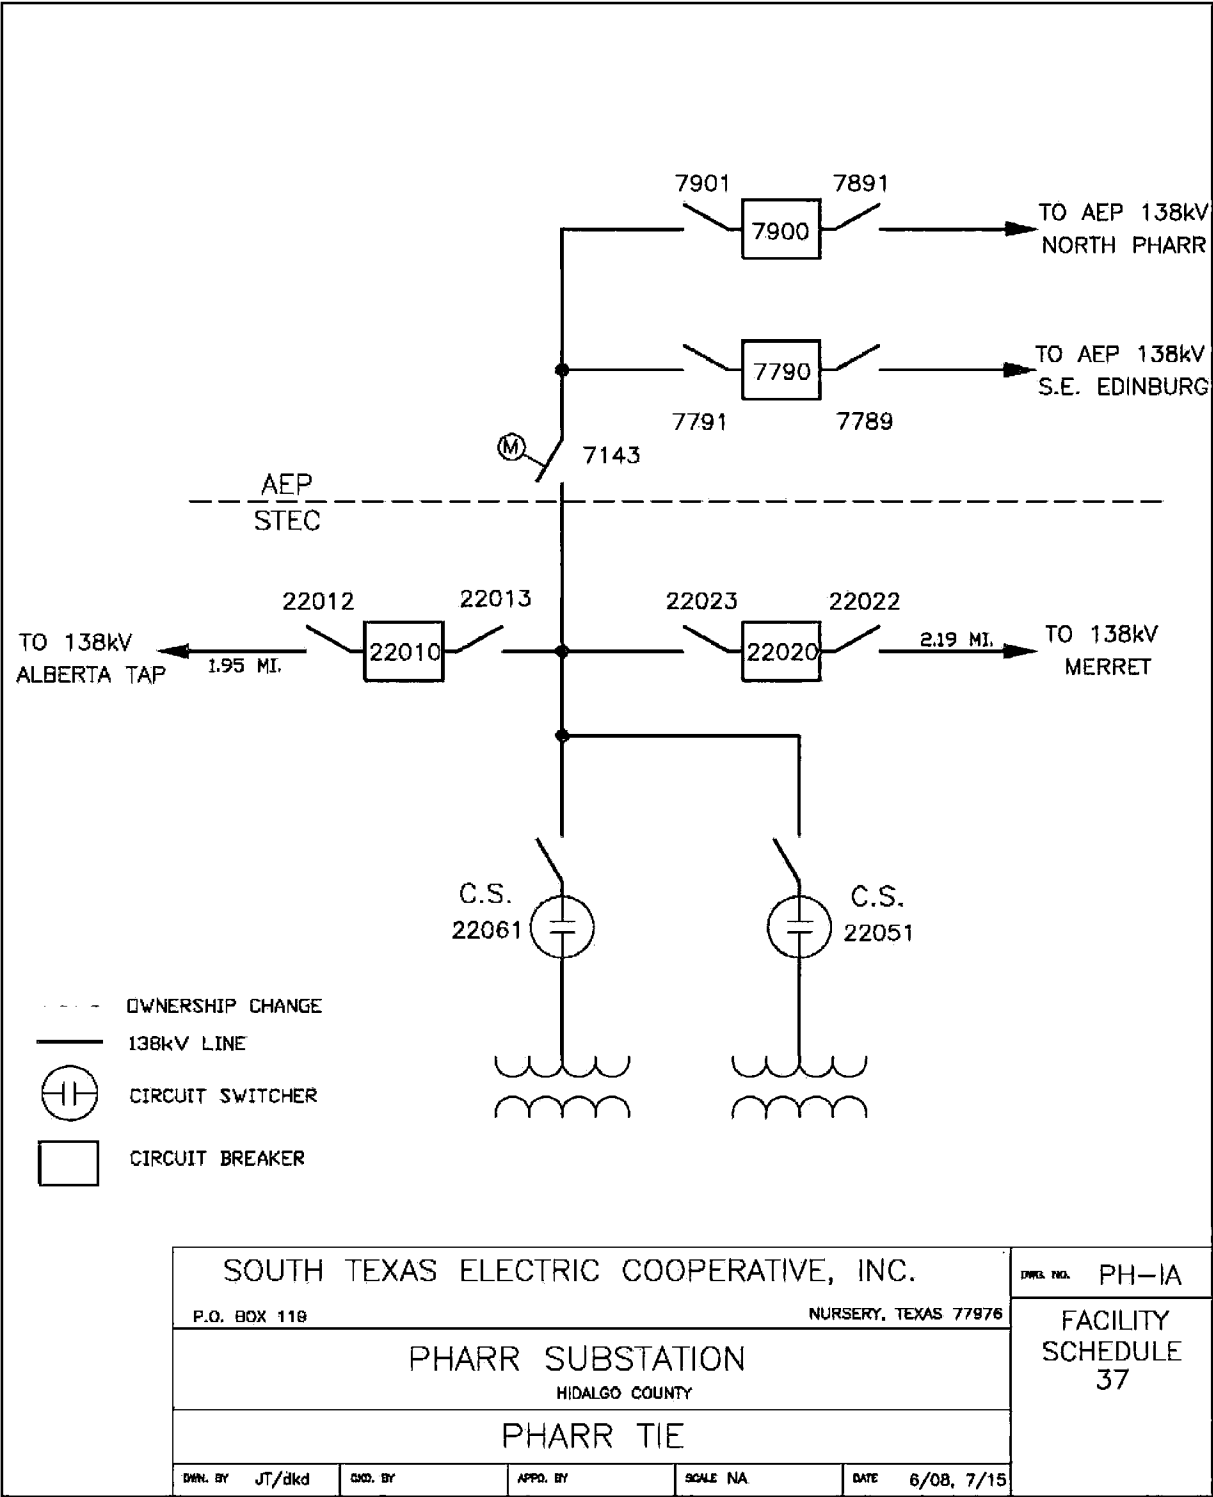 7901
7891
7900
TO AEP 138kV
NORTH PHARR
TO AEP 138kV
S.E. EDINBURG
7790
7791
7789
M
7143
AEP
STEC
22012
22013
22023
22022
TO 138kV
ALBERTA TAP
1.95 MI.
22010
22020
2.19 MI.
TO 138kV
MERRET
C.S.
22061
C.S.
22051
OWNERSHIP CHANGE
138kV LINE
CIRCUIT SWITCHER
CIRCUIT BREAKER
SOUTH TEXAS ELECTRIC COOPERATIVE, INC.
P.O. BOX 119
NURSERY, TEXAS 77976
DWG. NO. PH-1A
FACILITY
SCHEDULE
37
PHARR SUBSTATION
HIDALGO COUNTY
PHARR TIE
DWN. BY JT/dkd
CKD. BY
APPD. BY
SCALE NA
DATE 6/08, 7/15